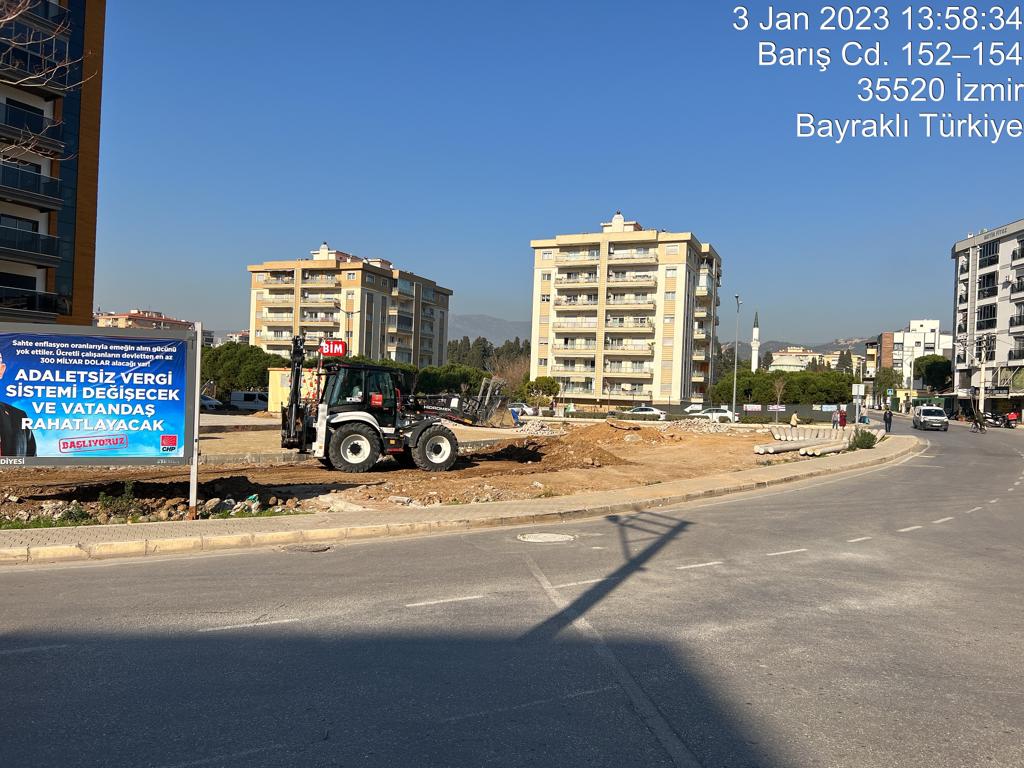 3 Jan 2023 13:58:34
Barış Cd. 152–154
35520 İzmir
Bayraklı Türkiye
Sahte enflasyon oranlarıyla emeğin alım gücünü
yok ettiler. Ücretli çalışanların devletten en az
300 MİLYAR DOLAR alacağı var!
ADALETSİZ VERGİ
SİSTEMİ DEĞİŞECEK
VE VATANDAŞ
RAHATLAYACAK
BAŞLIYORUZ
CHP
BİM
HİDROMEK